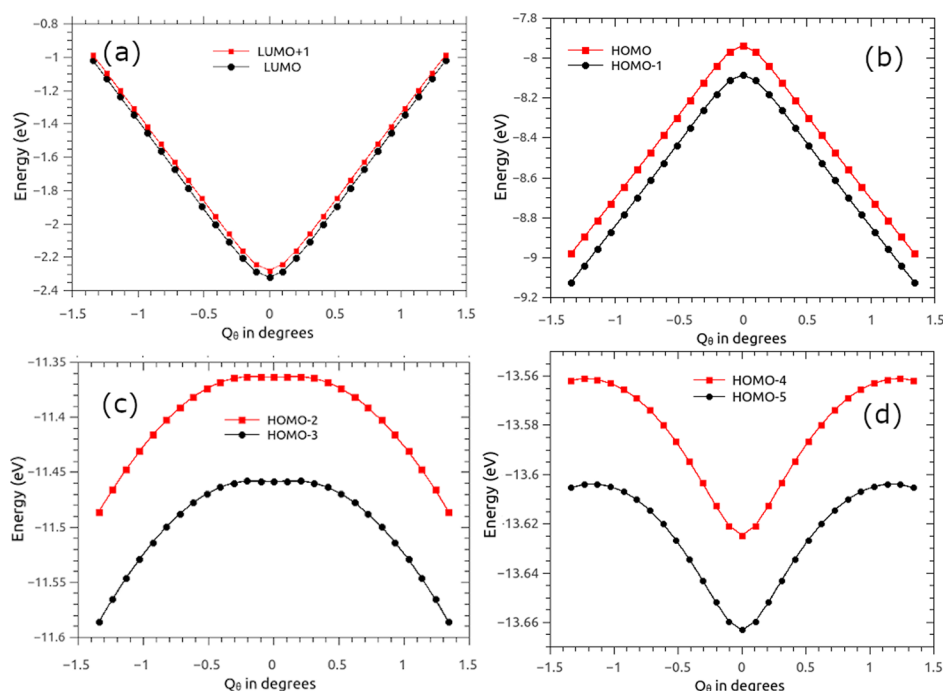 (a)
LUMO+1
LUMO
Energy (eV)
−0.8
−1
−1.2
−1.4
−1.6
−1.8
−2
−2.2
−2.4
−1.5 −1 −0.5 0 0.5 1 1.5
Qθ in degrees
(b)
HOMO
HOMO-1
Energy (eV)
−7.8
−8
−8.2
−8.4
−8.6
−8.8
−9
−9.2
−1.5 −1 −0.5 0 0.5 1 1.5
Qθ in degrees
(c)
HOMO-2
HOMO-3
Energy (eV)
−11.35
−11.4
−11.45
−11.5
−11.55
−11.6
−1.5 −1 −0.5 0 0.5 1 1.5
Qθ in degrees
(d)
HOMO-4
HOMO-5
Energy (eV)
−13.56
−13.58
−13.6
−13.62
−13.64
−13.66
−1.5 −1 −0.5 0 0.5 1 1.5
Qθ in degrees